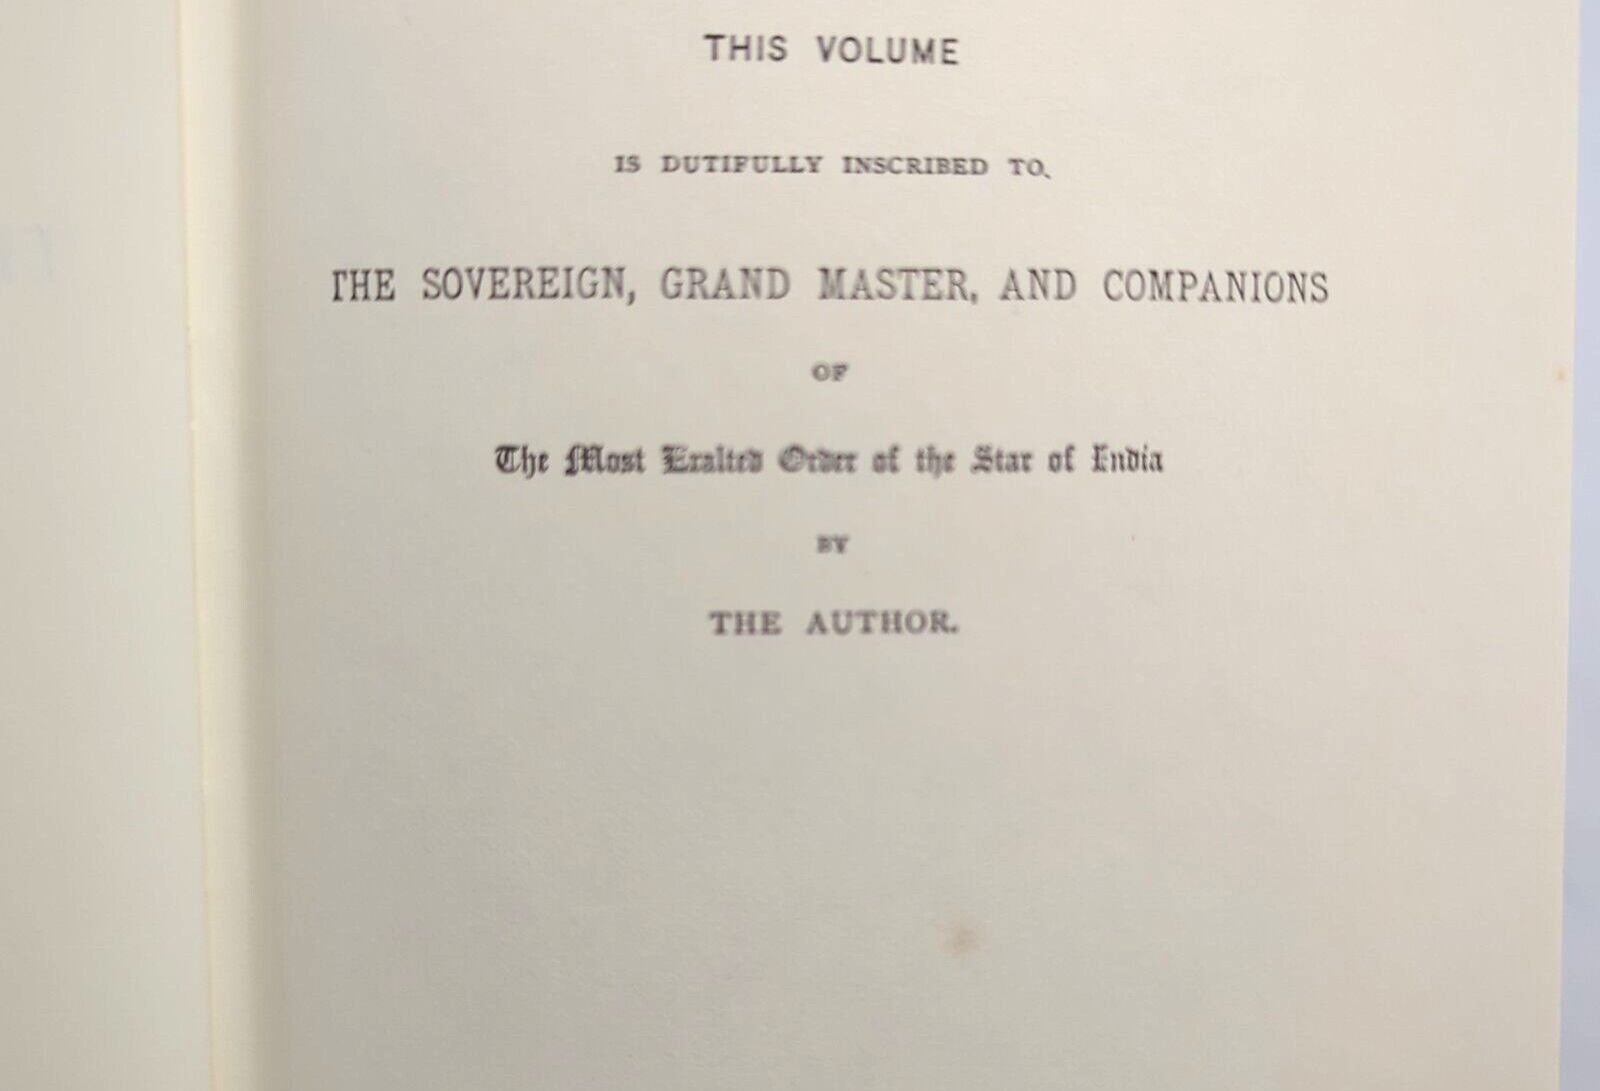 THIS VOLUME
IS DUTIFULLY INSCRIBED TO,
THE SOVEREIGN, GRAND MASTER, AND COMPANIONS
OF
The Most Exalted Order of the Star of India
BY
THE AUTHOR.